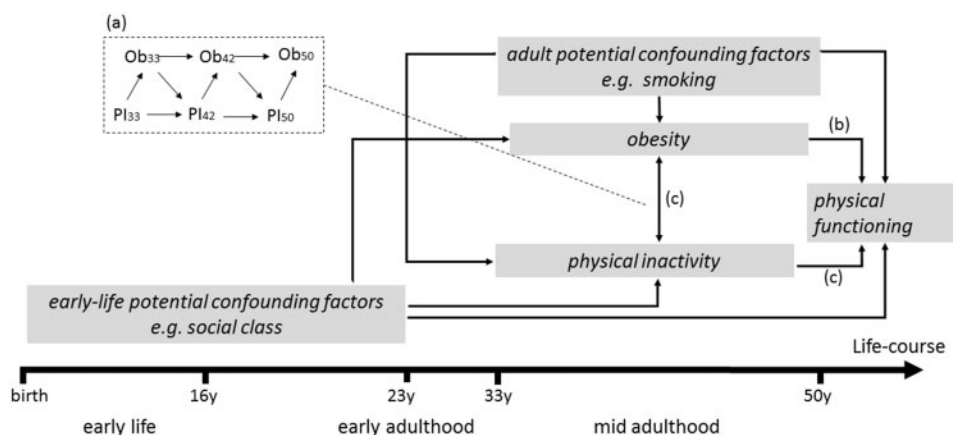 (a)
Ob33 Ob42 Ob50
PI33 PI42 PI50
adult potential confounding factors
e.g. smoking
obesity
(b)
(c)
physical
functioning
physical inactivity
(c)
early-life potential confounding factors
e.g. social class
Life-course
birth 16y 23y 33y 50y
early life early adulthood mid adulthood